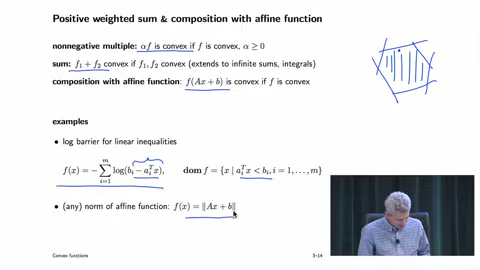 Positive weighted sum & composition with affine function
nonnegative multiple: αf is convex if f is convex, α ≥ 0
sum: f₁ + f₂ convex if f₁, f₂ convex (extends to infinite sums, integrals)
composition with affine function: f(Ax + b) is convex if f is convex
examples
• log barrier for linear inequalities
f(x) = −∑ᵢ₌₁ᵐ log(bᵢ − aᵢᵀx), dom f = {x | aᵢᵀx < bᵢ, i = 1, . . . , m}
• (any) norm of affine function: f(x) = ‖Ax + b‖
Convex functions 3–14